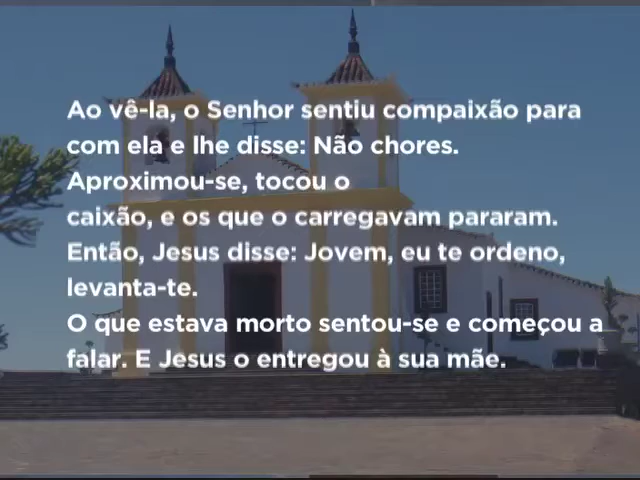 Ao vê-la, o Senhor sentiu compaixão para
com ela e lhe disse: Não chores.
Aproximou-se, tocou o
caixão, e os que o carregavam pararam.
Então, Jesus disse: Jovem, eu te ordeno,
levanta-te.
O que estava morto sentou-se e começou a
falar. E Jesus o entregou à sua mãe.